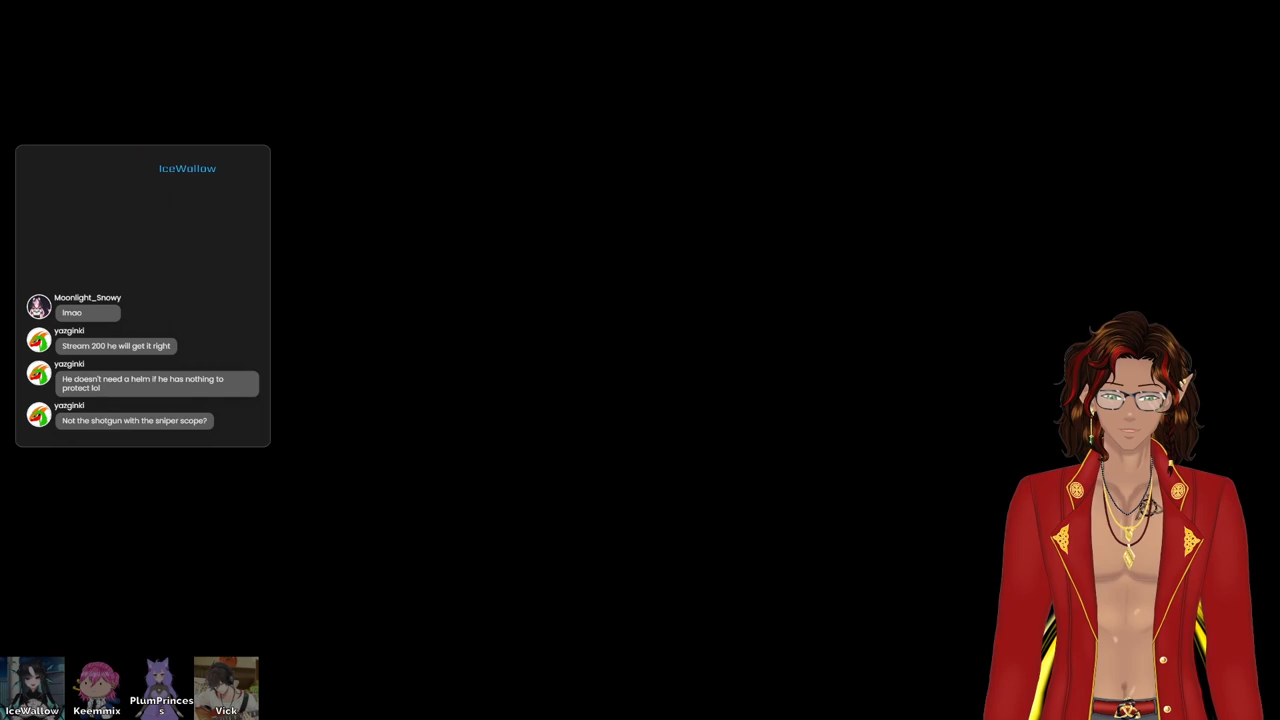 IceWallow
Moonlight_Snowy
lmao
yazginki
Stream 200 he will get it right
yazginki
He doesn't need a helm if he has nothing to
protect lol
yazginki
Not the shotgun with the sniper scope?
IceWallow
Keemmix
PlumPrinces
s
Vick